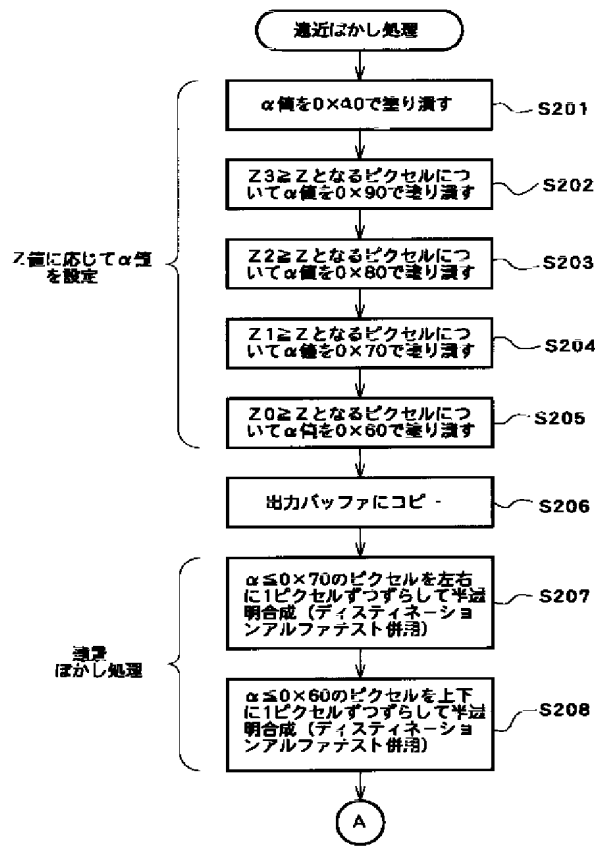 遠近ぼかし処理
α値を0×40で塗り潰す
S201
Z3≧Zとなるピクセルにつ
いてα値を0×90で塗り潰す
S202
Z2≧Zとなるピクセルにつ
いてα値を0×80で塗り潰す
S203
Z値に応じてα値
を設定
Z1≧Zとなるピクセルにつ
いてα値を0×70で塗り潰す
S204
Z0≧Zとなるピクセルにつ
いてα値を0×60で塗り潰す
S205
出力バッファにコピー
S206
α≦0×70のピクセルを左右
に1ピクセルずつずらして半透
明合成（ディスティネーショ
ンアルファテスト併用）
S207
遠景
ぼかし処理
α≦0×60のピクセルを上下
に1ピクセルずつずらして半透
明合成（ディスティネーショ
ンアルファテスト併用）
S208
A